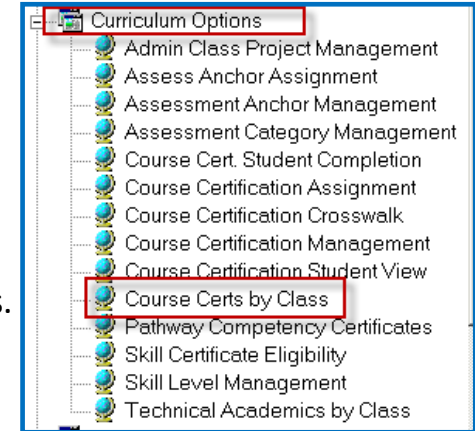 Curriculum Options
Admin Class Project Management
Assess Anchor Assignment
Assessment Anchor Management
Assessment Category Management
Course Cert. Student Completion
Course Certification Assignment
Course Certification Crosswalk
Course Certification Management
Course Certification Student View
s.
Course Certs by Class
Pathway Competency Certificates
Skill Certificate Eligibility
Skill Level Management
Technical Academics by Class